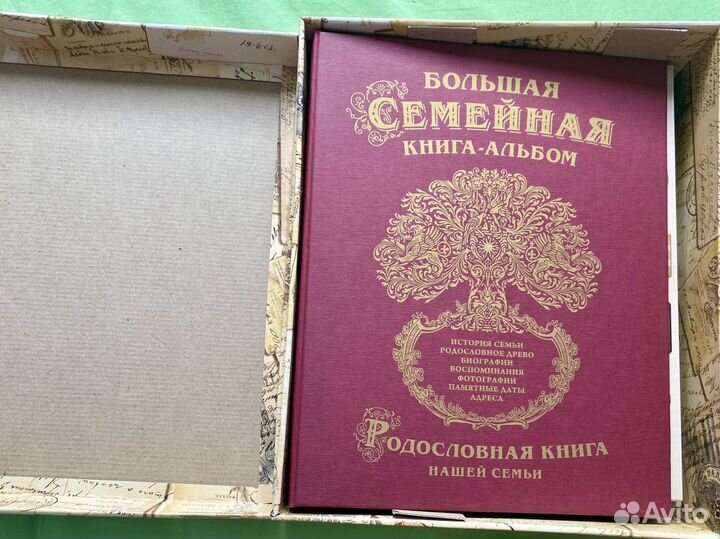 БОЛЬШАЯ
СЕМЕЙНАЯ
КНИГА-АЛЬБОМ
ИСТОРИЯ СЕМЬИ
РОДОСЛОВНОЕ ДРЕВО
БИОГРАФИИ
ВОСПОМИНАНИЯ
ФОТОГРАФИИ
ПАМЯТНЫЕ ДАТЫ
АДРЕСА
РОДОСЛОВНАЯ КНИГА
НАШЕЙ СЕМЬИ
Avito